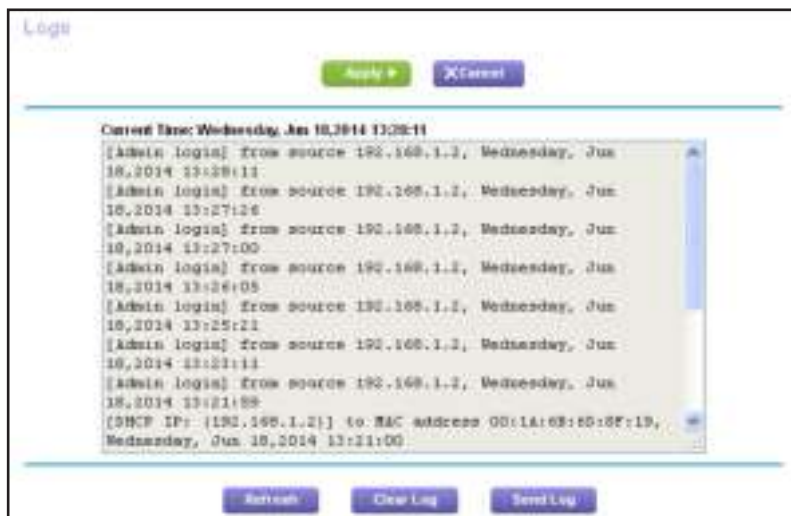 Logs
Apply
Cancel
Current Time: Wednesday, Jun 18,2014 13:28:11
[Admin login] from source 192.168.1.2, Wednesday, Jun
18,2014 13:28:11
[Admin login] from source 192.168.1.2, Wednesday, Jun
18,2014 13:27:26
[Admin login] from source 192.168.1.2, Wednesday, Jun
18,2014 13:27:00
[Admin login] from source 192.168.1.2, Wednesday, Jun
18,2014 13:26:05
[Admin login] from source 192.168.1.2, Wednesday, Jun
18,2014 13:25:21
[Admin login] from source 192.168.1.2, Wednesday, Jun
18,2014
[Admin login] from source 192.168.1.2, Wednesday, Jun
18,2014
[DHCP IP: (192.168.1.2)] to MAC address
Wednesday, Jun 18,2014 13:21:00
Refresh
Clear Log
Send Log